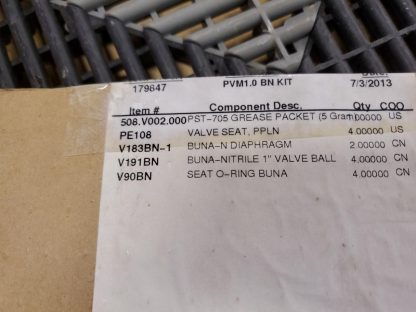 179847 PVM1.0 BN KIT 7/3/2013
Item # Component Desc. Qty COO
508.V002.000 PST-705 GREASE PACKET (5 Gram) 00000 US
PE108 VALVE SEAT, PPLN 4.00000 US
V183BN-1 BUNA-N DIAPHRAGM 2.00000 CN
V191BN BUNA-NITRILE 1" VALVE BALL 4.00000 CN
V90BN SEAT O-RING BUNA 4.00000 CN